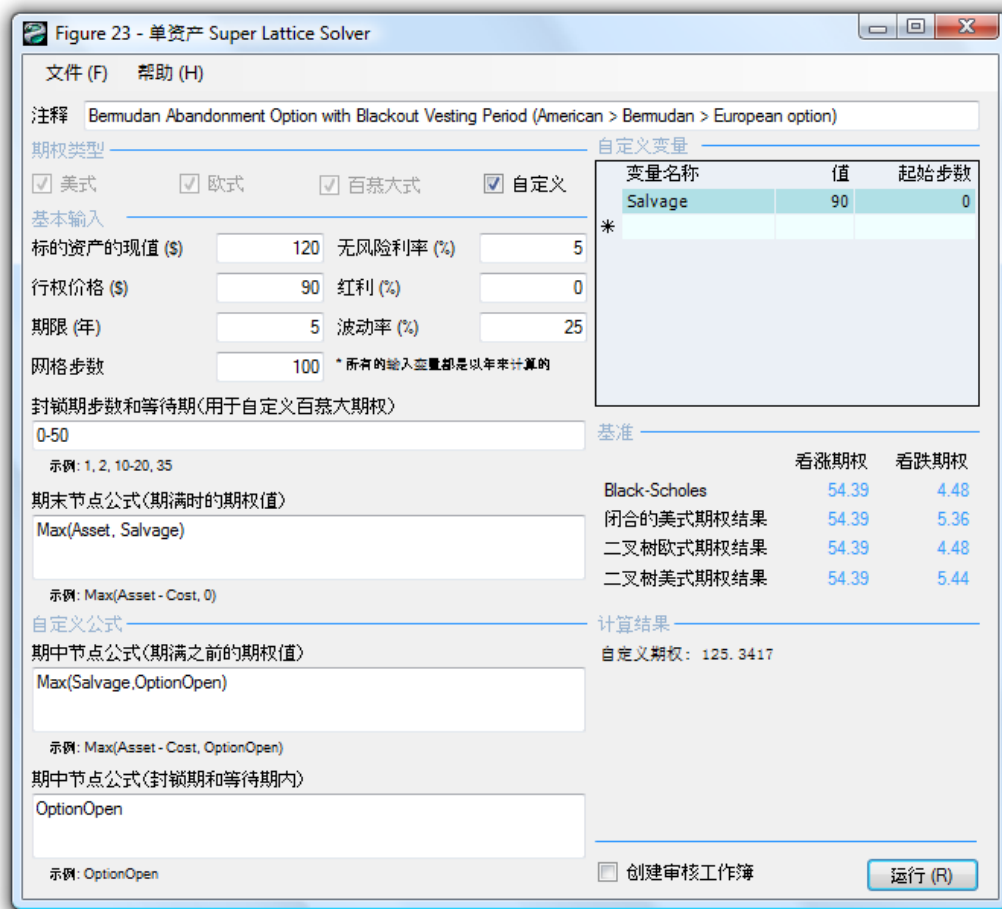 Figure 23 - 单资产 Super Lattice Solver
文件 (F) 帮助 (H)
注释 Bermudan Abandonment Option with Blackout Vesting Period (American > Bermudan > European option)
期权类型
美式 欧式 百慕大式 自定义
基本输入
标的资产的现值 ($) 120 无风险利率 (%) 5
行权价格 ($) 90 红利 (%) 0
期限 (年) 5 波动率 (%) 25
网格步数 100 * 所有的输入变量都是以年来计算的
封锁期步数和等待期(用于自定义百慕大期权)
0-50
示例: 1, 2, 10-20, 35
期末节点公式(期满时的期权值)
Max(Asset, Salvage)
示例: Max(Asset - Cost, 0)
自定义公式
期中节点公式(期满之前的期权值)
Max(Salvage,OptionOpen)
示例: Max(Asset - Cost, OptionOpen)
期中节点公式(封锁期和等待期内)
OptionOpen
示例: OptionOpen
自定义变量
变量名称 值 起始步数
Salvage 90 0
*
基准
看涨期权 看跌期权
Black-Scholes 54.39 4.48
闭合的美式期权结果 54.39 5.36
二叉树欧式期权结果 54.39 4.48
二叉树美式期权结果 54.39 5.44
计算结果
自定义期权: 125.3417
创建审核工作簿 运行 (R)